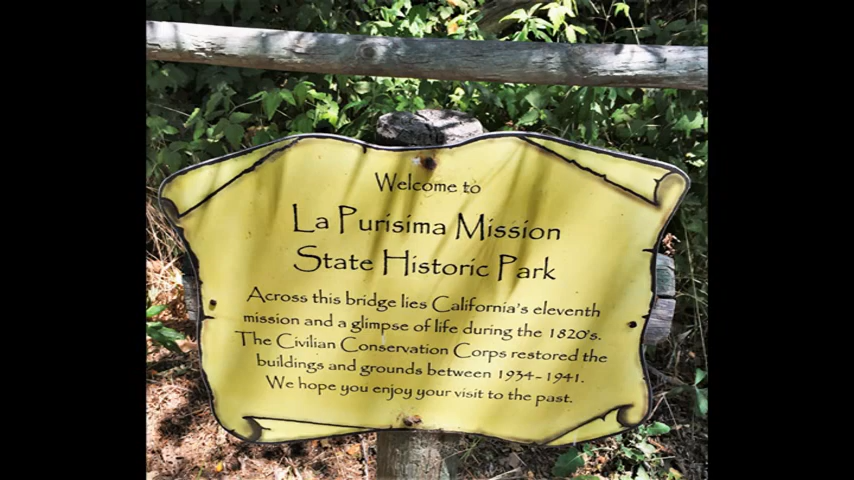 Welcome to
La Purisima Mission
State Historic Park
Across this bridge lies California's eleventh
mission and a glimpse of life during the 1820's.
The Civilian Conservation Corps restored the
buildings and grounds between 1934-1941.
We hope you enjoy your visit to the past.